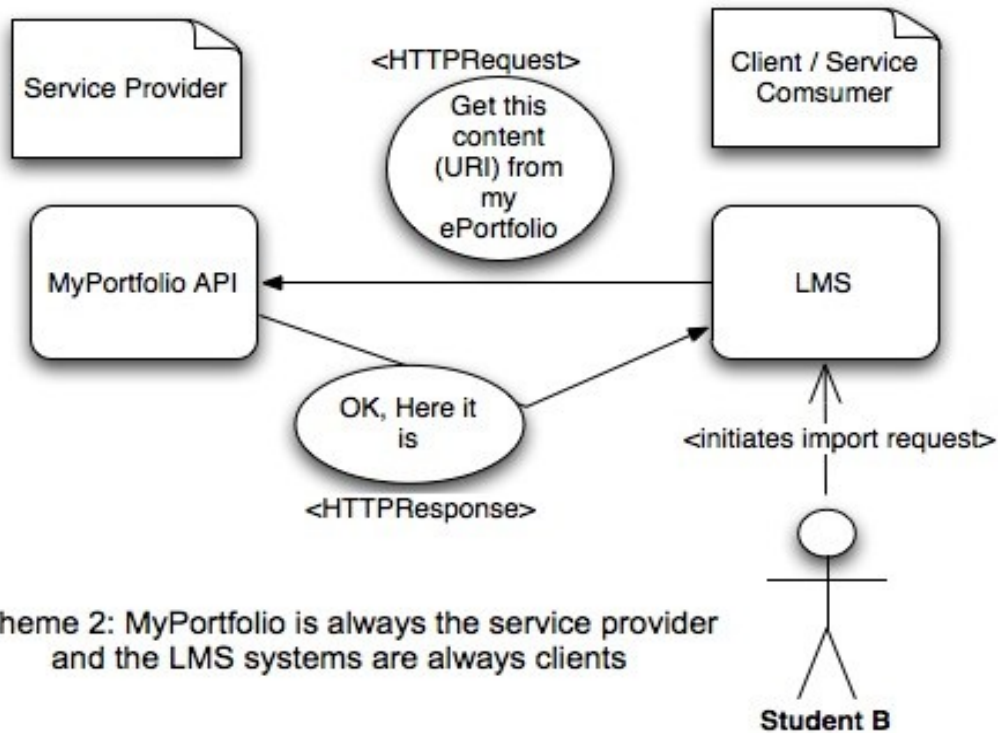 Service Provider
<HTTPRequest>
Get this
content
(URI) from
my
ePortfolio
Client / Service
Comsumer
MyPortfolio API
LMS
OK, Here it
is
<HTTPResponse>
<initiates import request>
heme 2: MyPortfolio is always the service provider
and the LMS systems are always clients
Student B